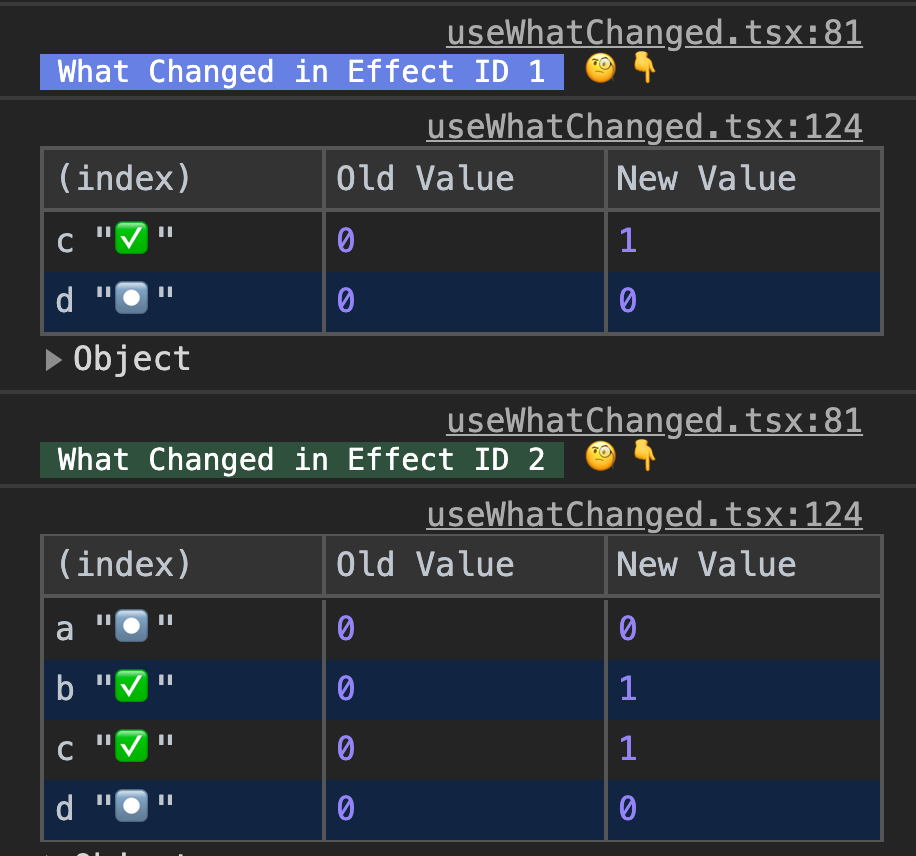 useWhatChanged.tsx:81
What Changed in Effect ID 1 🧐 👇
useWhatChanged.tsx:124
(index) Old Value New Value
c "✅" 0 1
d "⏺" 0 0
▶ Object
useWhatChanged.tsx:81
What Changed in Effect ID 2 🧐 👇
useWhatChanged.tsx:124
(index) Old Value New Value
a "⏺" 0 0
b "✅" 0 1
c "✅" 0 1
d "⏺" 0 0